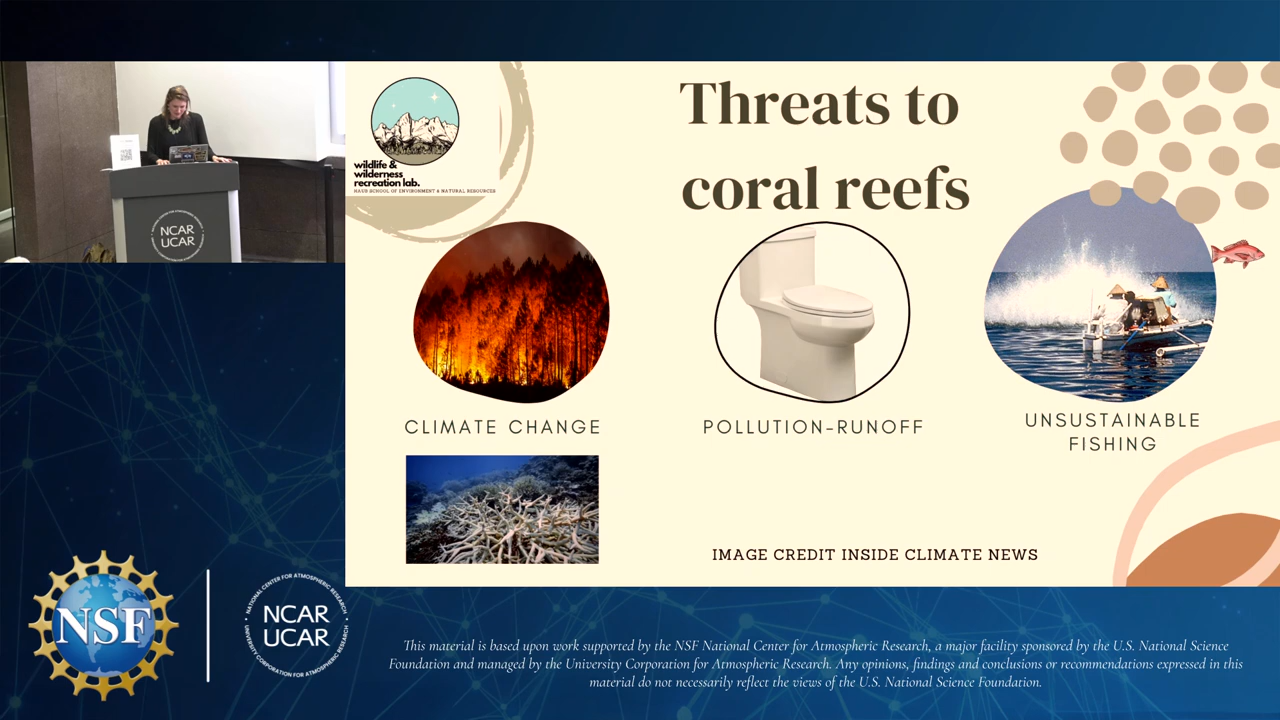 Threats to
coral reefs
wildlife &
wilderness
recreation lab.
HAUB SCHOOL OF ENVIRONMENT & NATURAL RESOURCES
NCAR
UCAR
CLIMATE CHANGE
POLLUTION-RUNOFF
UNSUSTAINABLE
FISHING
IMAGE CREDIT INSIDE CLIMATE NEWS
NSF
NATIONAL CENTER FOR ATMOSPHERIC RESEARCH
NCAR
UCAR
UNIVERSITY CORPORATION FOR ATMOSPHERIC RESEARCH
This material is based upon work supported by the NSF National Center for Atmospheric Research, a major facility sponsored by the U.S. National Science
Foundation and managed by the University Corporation for Atmospheric Research. Any opinions, findings and conclusions or recommendations expressed in this
material do not necessarily reflect the views of the U.S. National Science Foundation.